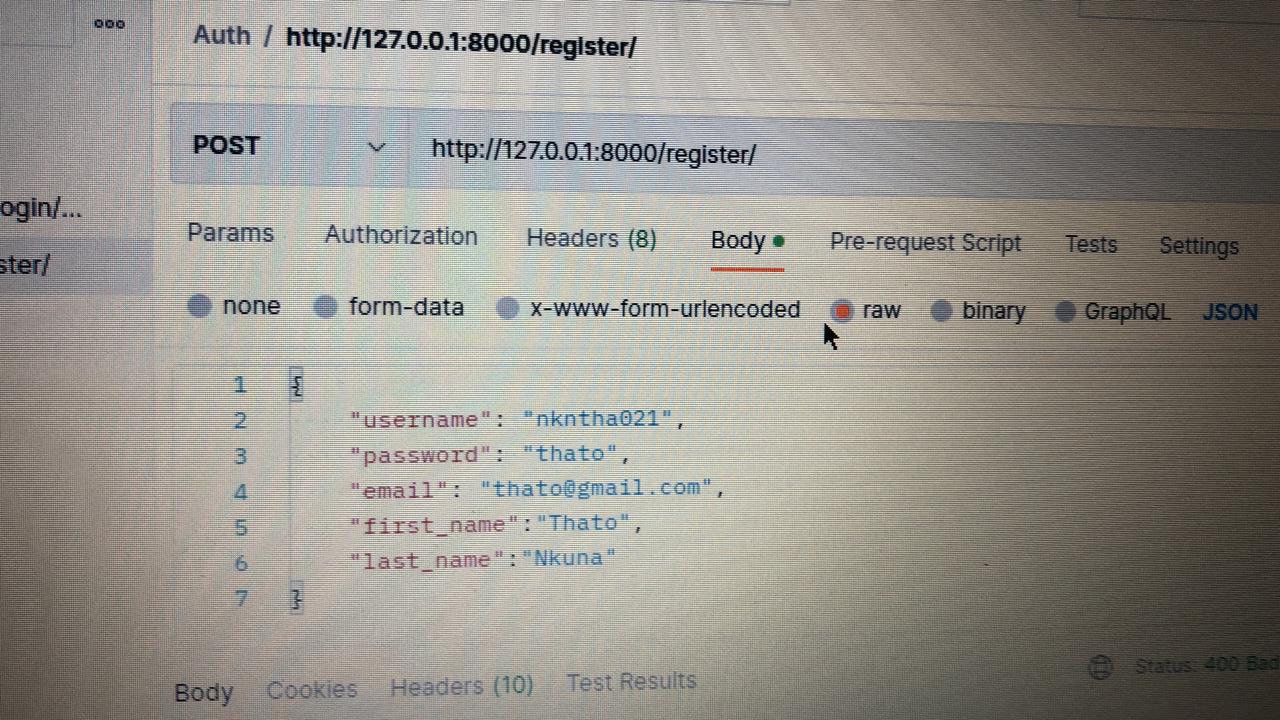 Auth / http://127.0.0.1:8000/register/
POST http://127.0.0.1:8000/register/
ogin/...
ster/
Params Authorization Headers (8) Body Pre-request Script Tests Settings
none form-data x-www-form-urlencoded raw binary GraphQL JSON
1 {
2 "username": "nkntha021",
3 "password": "thato",
4 "email": "thato@gmail.com",
5 "first_name":"Thato",
6 "last_name":"Nkuna"
7 }
Body Cookies Headers (10) Test Results Status: 400 Bad